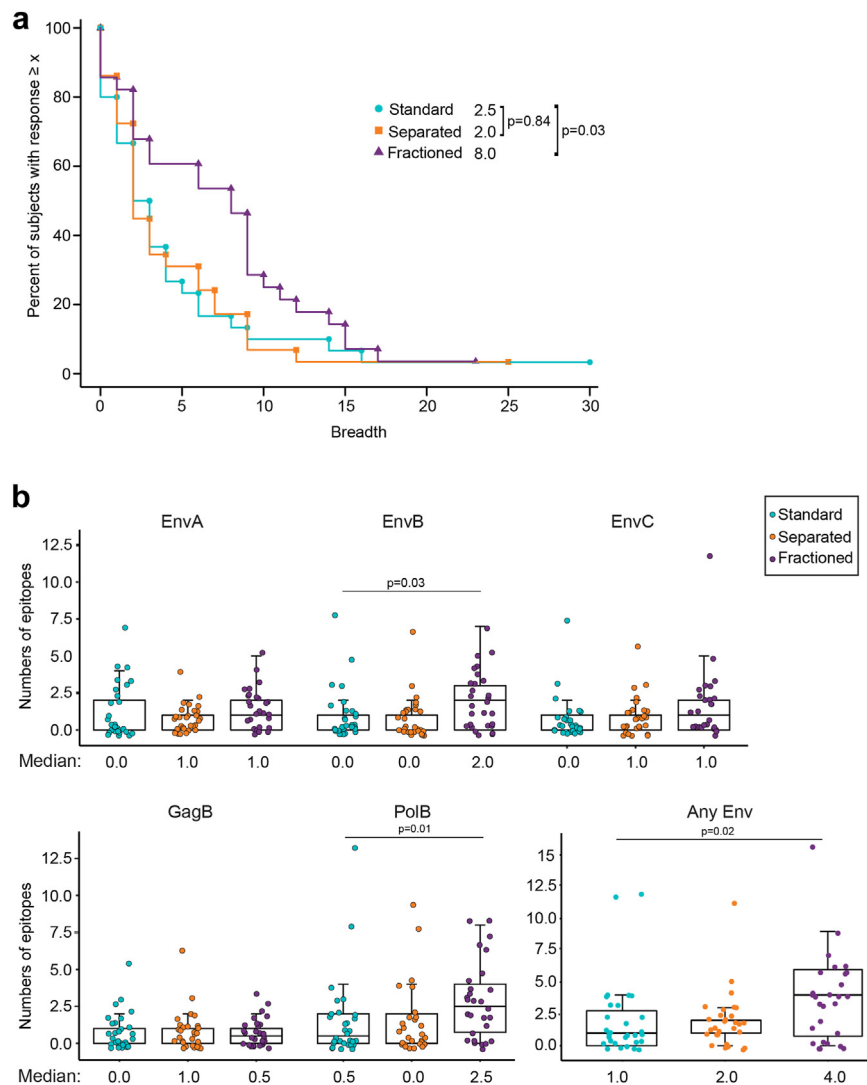 a
Percent of subjects with response ≥ x
100
80
60
40
20
0
Standard 2.5
Separated 2.0
Fractioned 8.0
p=0.84
p=0.03
0 5 10 15 20 25 30
Breadth
b
Standard
Separated
Fractioned
EnvA EnvB EnvC
Numbers of epitopes
12.5
10.0
7.5
5.0
2.5
0.0
p=0.03
Median: 0.0 1.0 1.0 0.0 0.0 2.0 0.0 1.0 1.0
GagB PolB Any Env
Numbers of epitopes
12.5
10.0
7.5
5.0
2.5
0.0
p=0.01
p=0.02
15
12.5
10.0
7.5
5.0
2.5
0.0
Median: 0.0 1.0 0.5 0.5 0.0 2.5 1.0 2.0 4.0